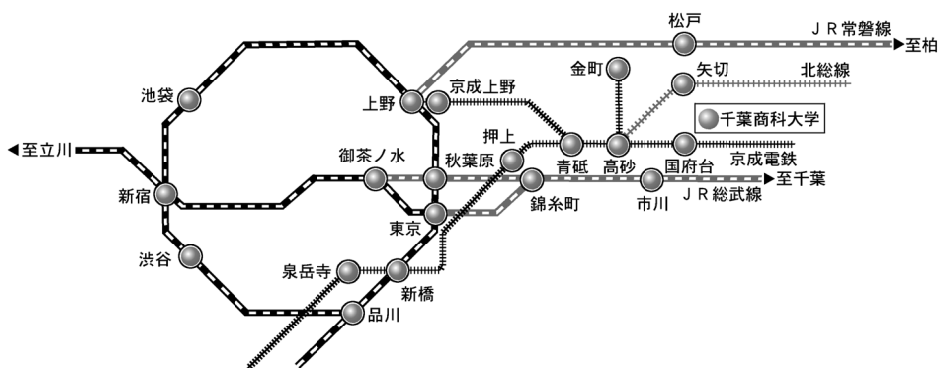 松戸
JR常磐線
至柏
金町
矢切
北総線
池袋
上野
京成上野
千葉商科大学
押上
至立川
御茶ノ水
秋葉原
青砥
高砂
国府台
京成電鉄
至千葉
新宿
錦糸町
市川
JR総武線
東京
渋谷
泉岳寺
新橋
品川